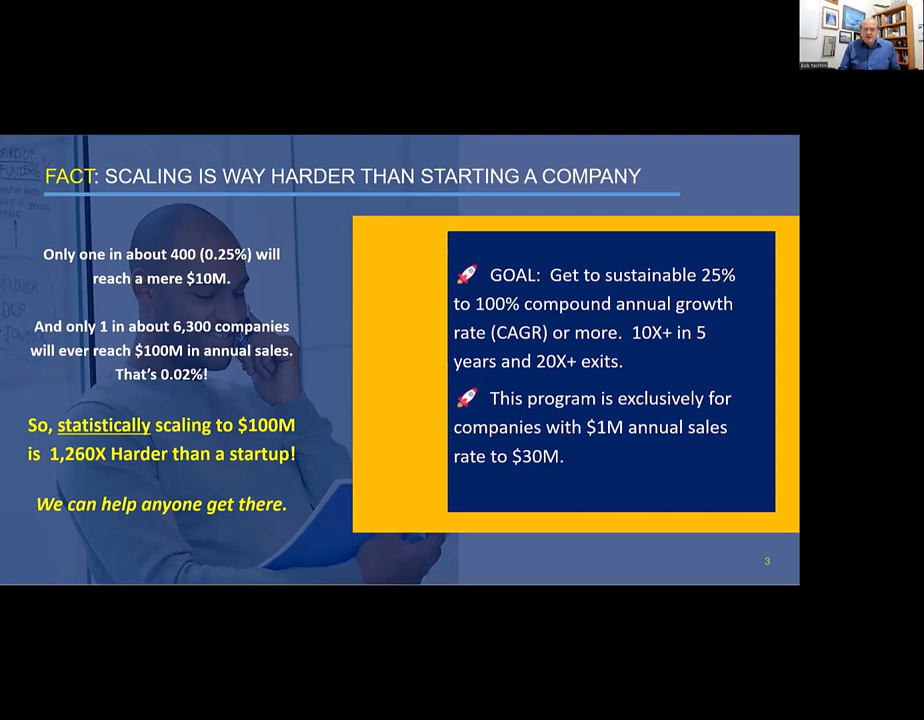 Bob Norton
FACT: SCALING IS WAY HARDER THAN STARTING A COMPANY
Only one in about 400 (0.25%) will
reach a mere $10M.
And only 1 in about 6,300 companies
will ever reach $100M in annual sales.
That's 0.02%!
So, statistically scaling to $100M
is 1,260X Harder than a startup!
We can help anyone get there.
🚀 GOAL: Get to sustainable 25%
to 100% compound annual growth
rate (CAGR) or more. 10X+ in 5
years and 20X+ exits.
🚀 This program is exclusively for
companies with $1M annual sales
rate to $30M.
3